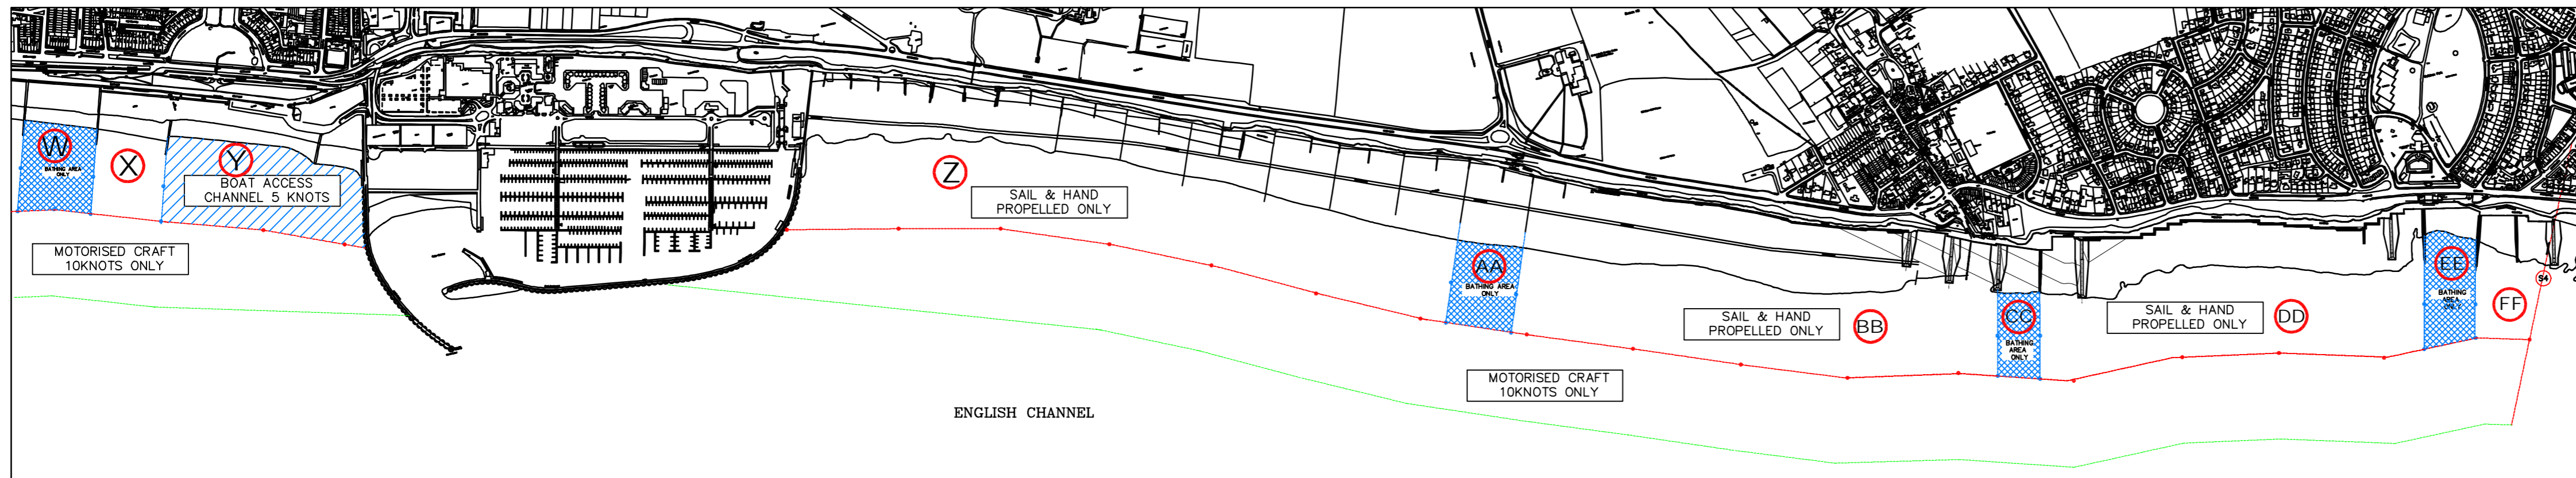 W
BATHING AREA
ONLY
X
Y
BOAT ACCESS
CHANNEL 5 KNOTS
MOTORISED CRAFT
10KNOTS ONLY
Z
SAIL & HAND
PROPELLED ONLY
AA
BATHING AREA
ONLY
SAIL & HAND
PROPELLED ONLY
BB
CC
BATHING
AREA
ONLY
SAIL & HAND
PROPELLED ONLY
DD
EE
BATHING
AREA
ONLY
FF
S4
MOTORISED CRAFT
10KNOTS ONLY
ENGLISH CHANNEL